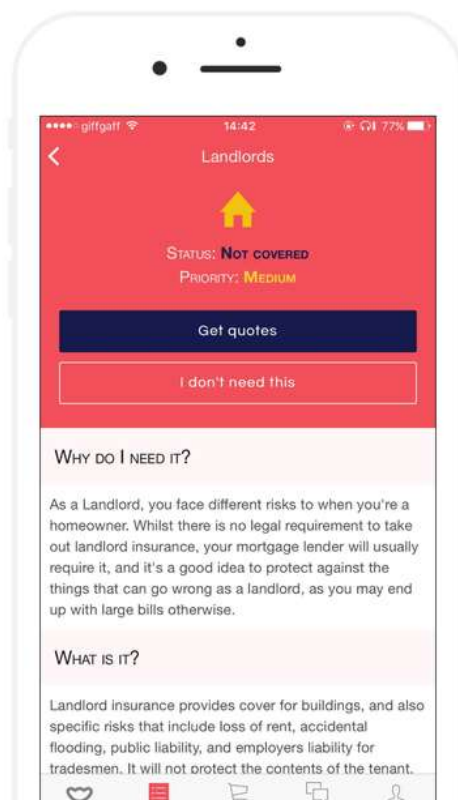 giffgaff 14:42 77%
Landlords
STATUS: NOT COVERED
PRIORITY: MEDIUM
Get quotes
I don't need this
WHY DO I NEED IT?
As a Landlord, you face different risks to when you're a
homeowner. Whilst there is no legal requirement to take
out landlord insurance, your mortgage lender will usually
require it, and it's a good idea to protect against the
things that can go wrong as a landlord, as you may end
up with large bills otherwise.
WHAT IS IT?
Landlord insurance provides cover for buildings, and also
specific risks that include loss of rent, accidental
flooding, public liability, and employers liability for
tradesmen. It will not protect the contents of the tenant.